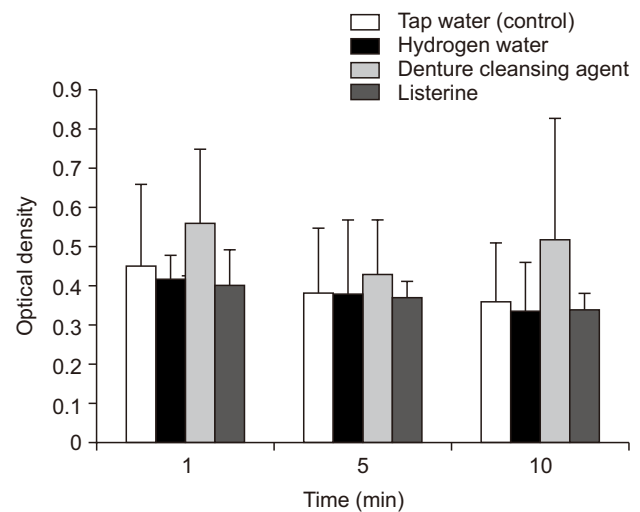 Tap water (control)
Hydrogen water
Denture cleansing agent
Listerine
0.9
0.8
0.7
0.6
0.5
0.4
0.3
0.2
0.1
0
Optical density
1
5
10
Time (min)